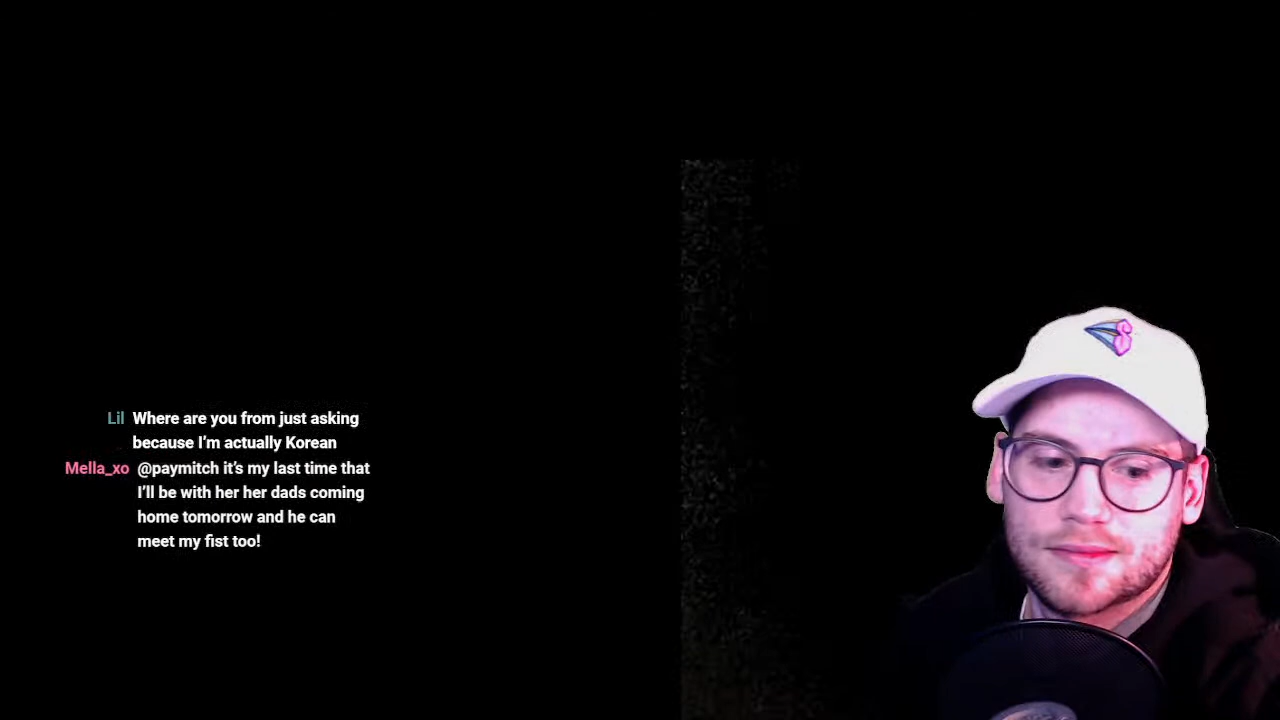 Lil Where are you from just asking
because I’m actually Korean
Mella_xo @paymitch it’s my last time that
I’ll be with her her dads coming
home tomorrow and he can
meet my fist too!